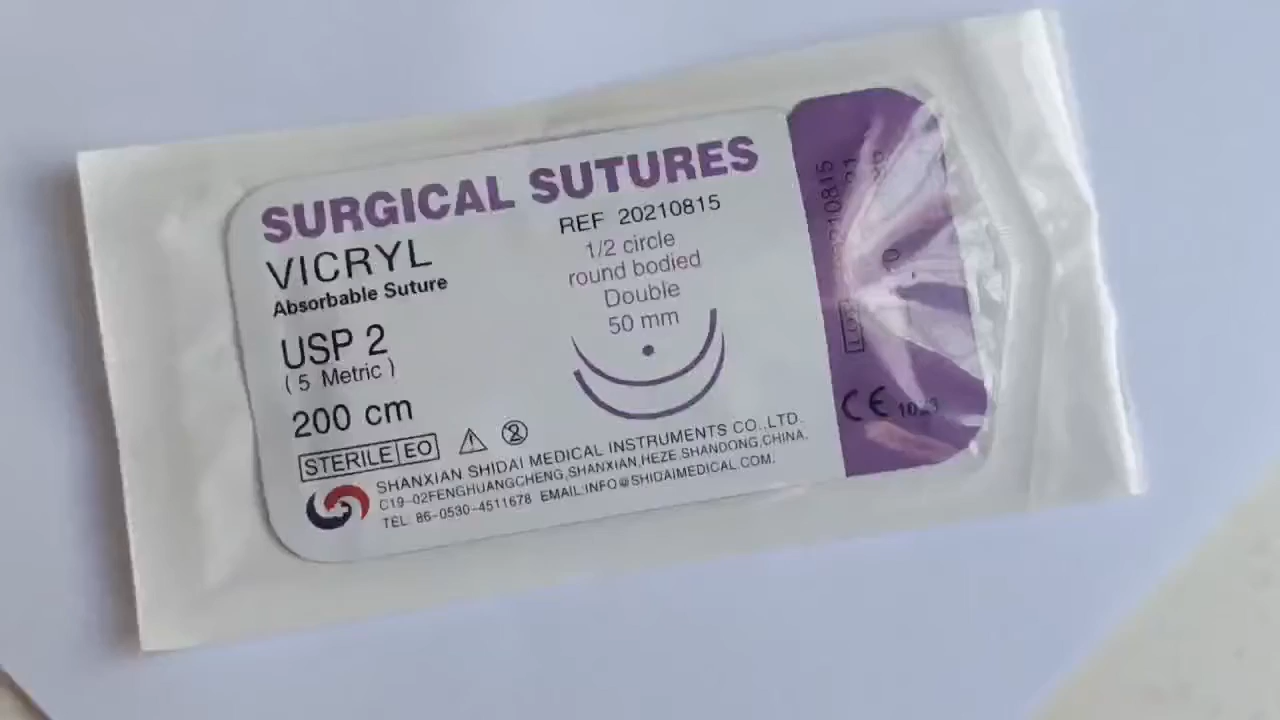 SURGICAL SUTURES
VICRYL
Absorbable Suture
USP 2
( 5 Metric )
200 cm
STERILE EO
REF 20210815
1/2 circle
round bodied
Double
50 mm
SHANXIAN SHIDAI MEDICAL INSTRUMENTS CO.,LTD.
C19-02FENGHUANGCHENG,SHANXIAN,HEZE.SHANDONG,CHINA.
TEL: 86-0530-4511678 EMAIL:INFO@SHIDAIMEDICAL.COM.
LOT
CE